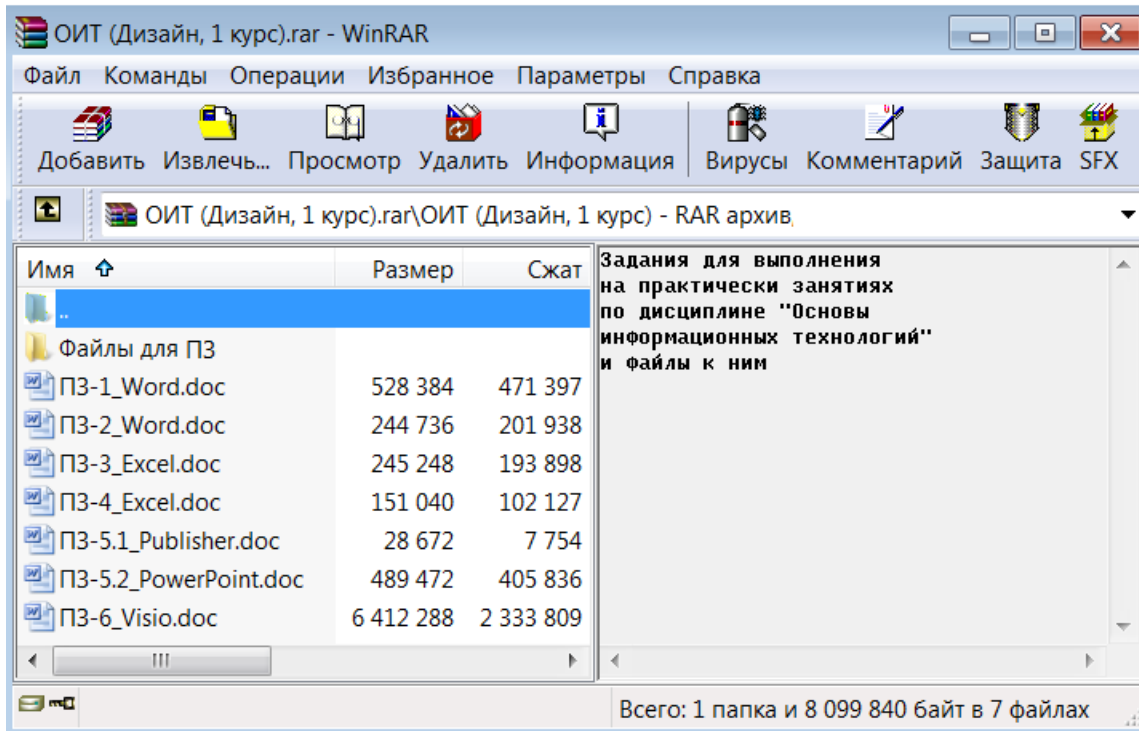 ОИТ (Дизайн, 1 курс).rar - WinRAR
Файл Команды Операции Избранное Параметры Справка
Добавить Извлечь... Просмотр Удалить Информация Вирусы Комментарий Защита SFX
ОИТ (Дизайн, 1 курс).rar\ОИТ (Дизайн, 1 курс) - RAR архив,
Имя Размер Сжат
..
Файлы для ПЗ
ПЗ-1_Word.doc 528 384 471 397
ПЗ-2_Word.doc 244 736 201 938
ПЗ-3_Excel.doc 245 248 193 898
ПЗ-4_Excel.doc 151 040 102 127
ПЗ-5.1_Publisher.doc 28 672 7 754
ПЗ-5.2_PowerPoint.doc 489 472 405 836
ПЗ-6_Visio.doc 6 412 288 2 333 809
Задания для выполнения
на практически занятиях
по дисциплине "Основы
информационных технологий"
и файлы к ним
Всего: 1 папка и 8 099 840 байт в 7 файлах